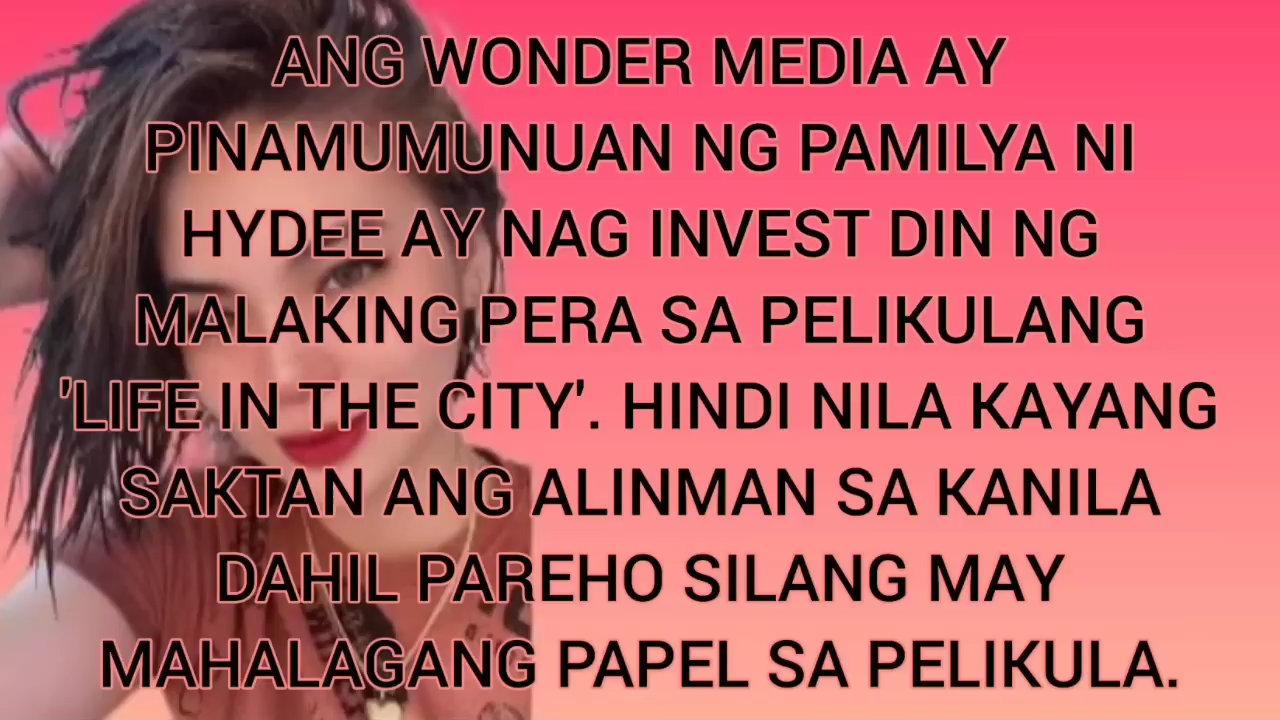 ANG WONDER MEDIA AY
PINAMUMUNUAN NG PAMILYA NI
HYDEE AY NAG INVEST DIN NG
MALAKING PERA SA PELIKULANG
'LIFE IN THE CITY'. HINDI NILA KAYANG
SAKTAN ANG ALINMAN SA KANILA
DAHIL PAREHO SILANG MAY
MAHALAGANG PAPEL SA PELIKULA.